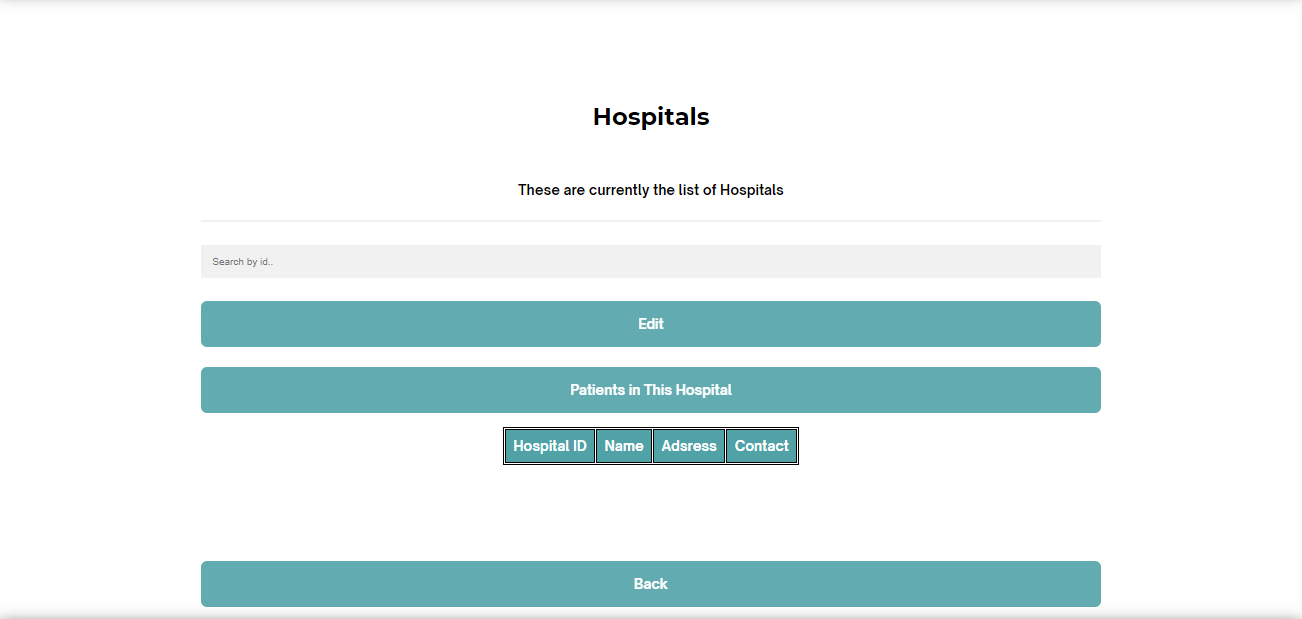 Hospitals
These are currently the list of Hospitals
Search by id..
Edit
Patients in This Hospital
Hospital ID Name Adsress Contact
Back